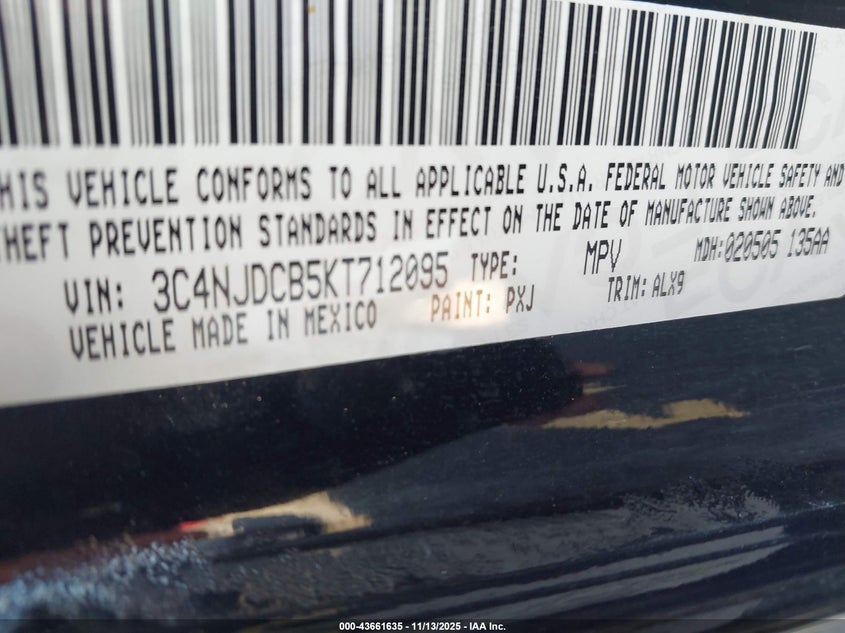 HIS VEHICLE CONFORMS TO ALL APPLICABLE U.S.A. FEDERAL MOTOR VEHICLE SAFETY AND
THEFT PREVENTION STANDARDS IN EFFECT ON THE DATE OF MANUFACTURE SHOWN ABOVE.
VIN: 3C4NJDCB5KT712095 TYPE: MPV MDH:020505 135AA
VEHICLE MADE IN MEXICO PAINT: PXJ TRIM: ALX9
000-43661635 - 11/13/2025 - IAA Inc.